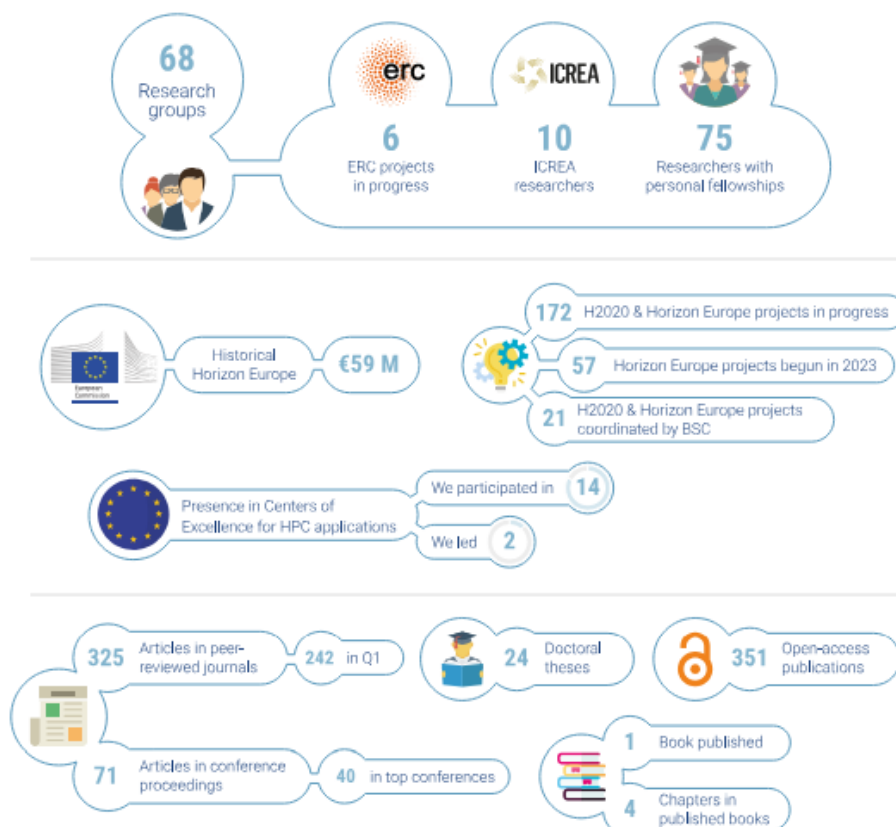 68
Research
groups
erc
6
ERC projects
in progress
ICREA
10
ICREA
researchers
75
Researchers with
personal fellowships
European
Commission
Historical
Horizon Europe
€59 M
172 H2020 & Horizon Europe projects in progress
57 Horizon Europe projects begun in 2023
21 H2020 & Horizon Europe projects
coordinated by BSC
Presence in Centers of
Excellence for HPC applications
We participated in 14
We led 2
325 Articles in peer-
reviewed journals
242 in Q1
24 Doctoral
theses
351 Open-access
publications
71 Articles in conference
proceedings
40 in top conferences
1 Book published
4 Chapters in
published books